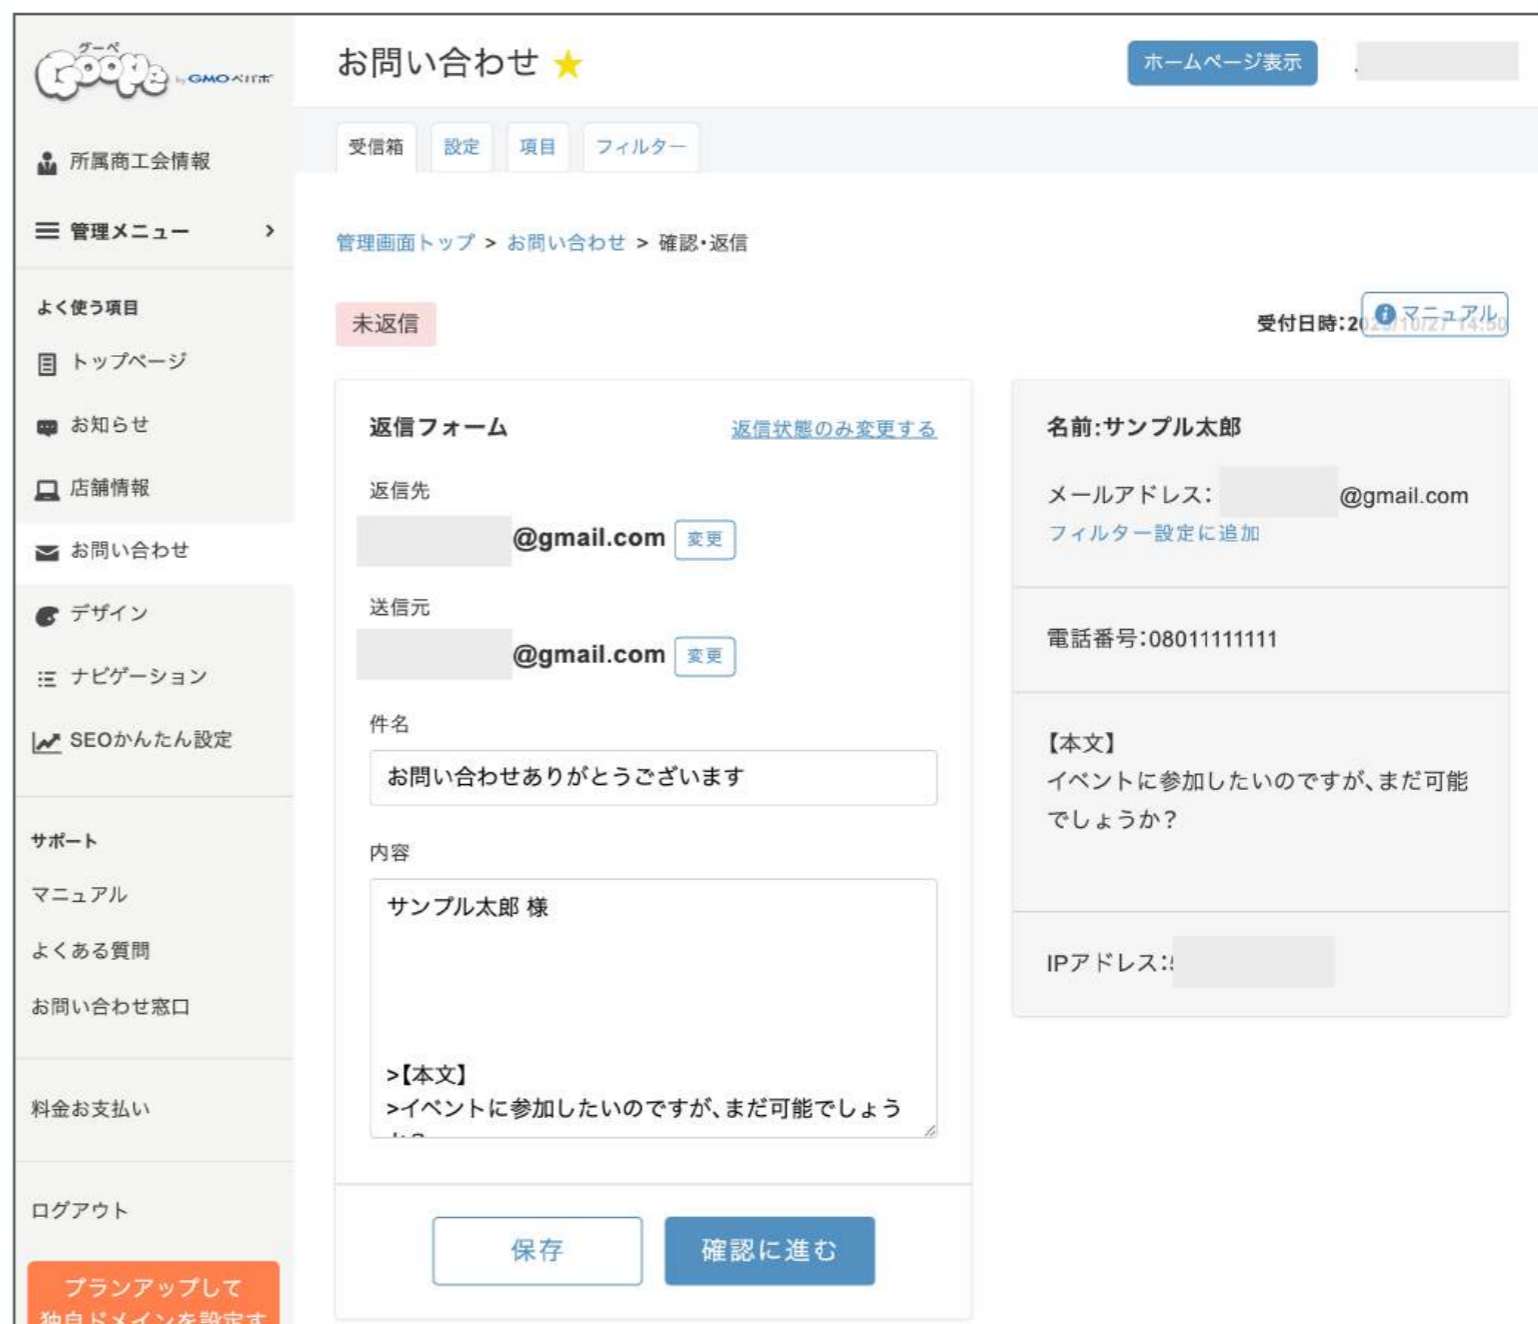 グーペ
Goope by GMOペパボ
お問い合わせ ★
ホームページ表示
所属商工会情報
受信箱 設定 項目 フィルター
管理メニュー >
管理画面トップ > お問い合わせ > 確認・返信
よく使う項目
未返信
受付日時:2
マニュアル
トップページ
お知らせ
店舗情報
お問い合わせ
デザイン
ナビゲーション
SEOかんたん設定
サポート
マニュアル
よくある質問
お問い合わせ窓口
料金お支払い
ログアウト
プランアップして
独自ドメインを設定す
返信フォーム 返信状態のみ変更する
返信先
@gmail.com 変更
送信元
@gmail.com 変更
件名
お問い合わせありがとうございます
内容
サンプル太郎 様
>【本文】
>イベントに参加したいのですが、まだ可能でしょう
保存 確認に進む
名前:サンプル太郎
メールアドレス: @gmail.com
フィルター設定に追加
電話番号:08011111111
【本文】
イベントに参加したいのですが、まだ可能
でしょうか？
IPアドレス: